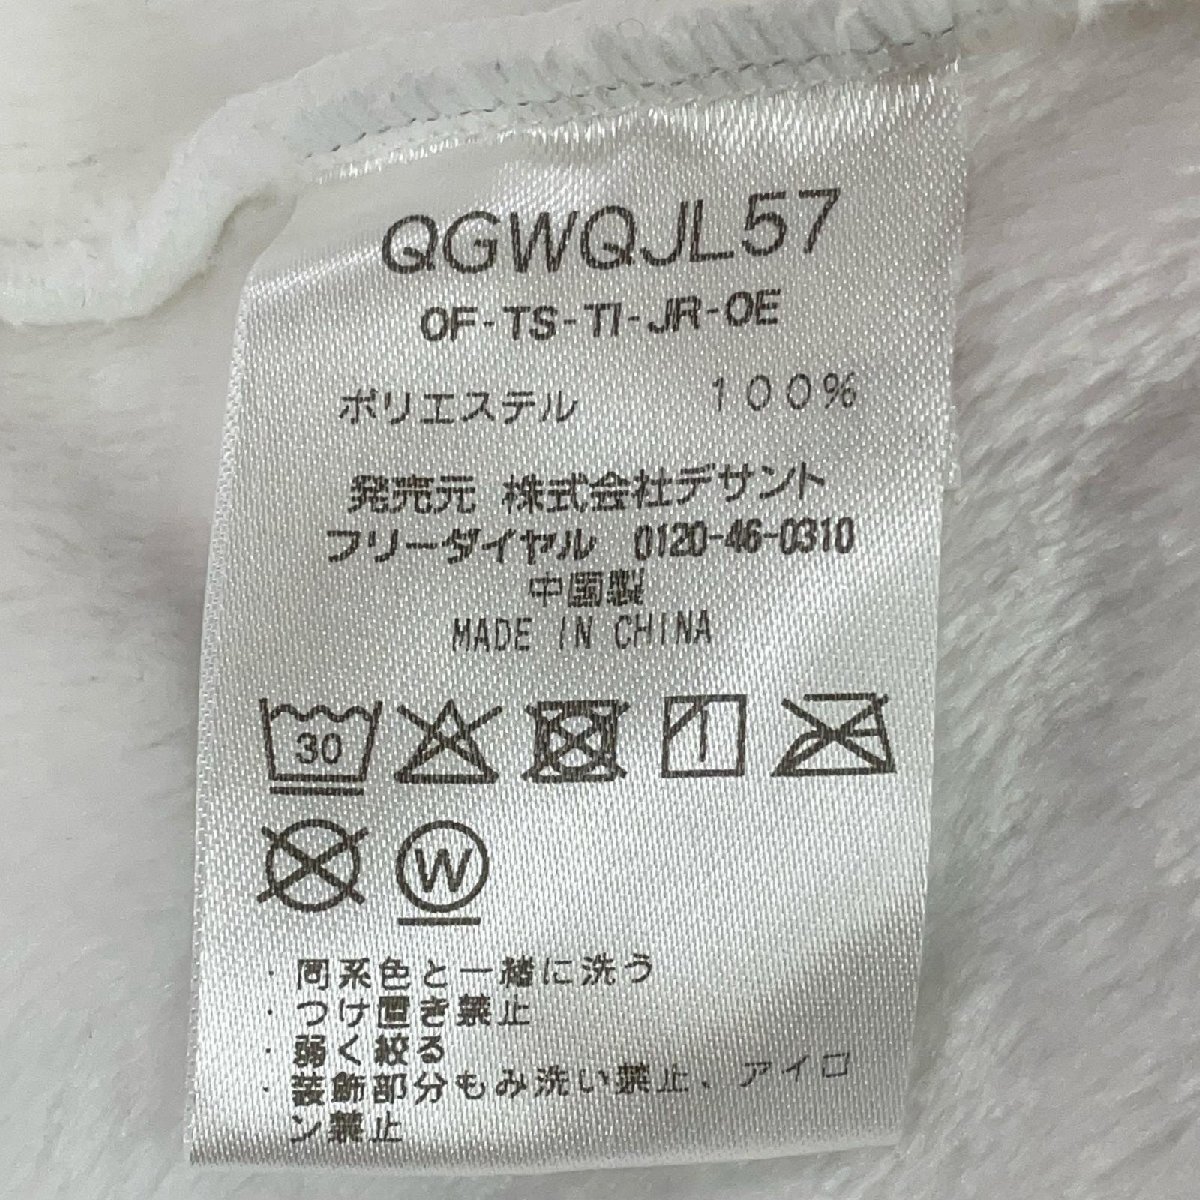 QGWQJL57
OF-TS-TI-JR-OE
ポリエステル 100%
発売元 株式会社デサント
フリーダイヤル 0120-46-0310
中国製
MADE IN CHINA
30
W
・同系色と一緒に洗う
・つけ置き禁止
・弱く絞る
・装飾部分もみ洗い禁止、アイロ
ン禁止